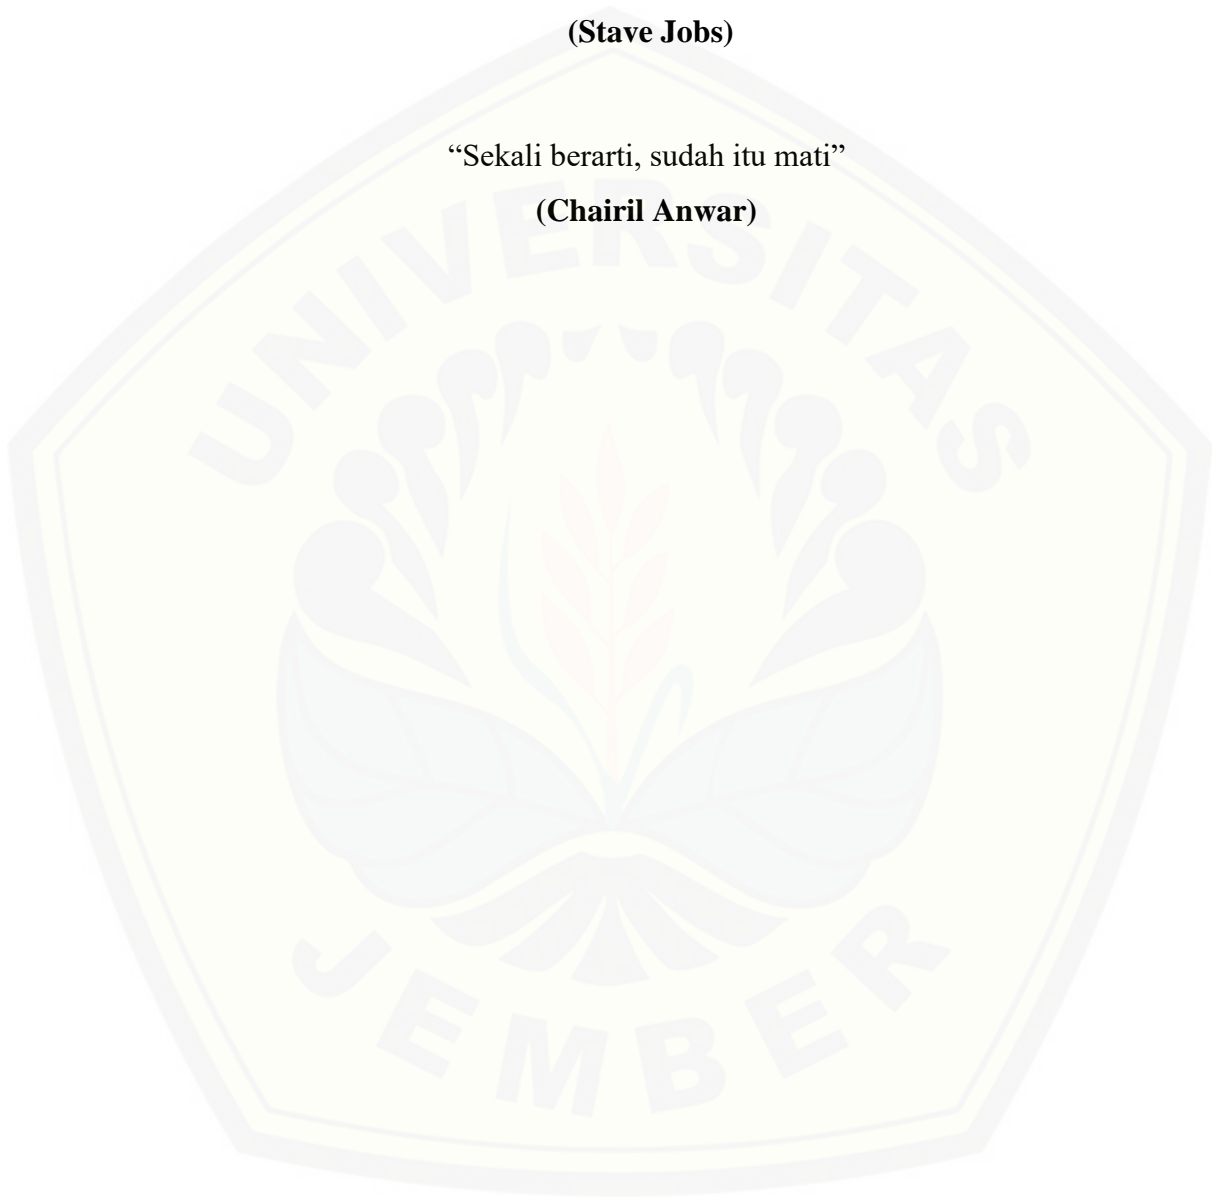 (Stave Jobs)
“Sekali berarti, sudah itu mati”
(Chairil Anwar)
UNIVERSITAS
JEMBER